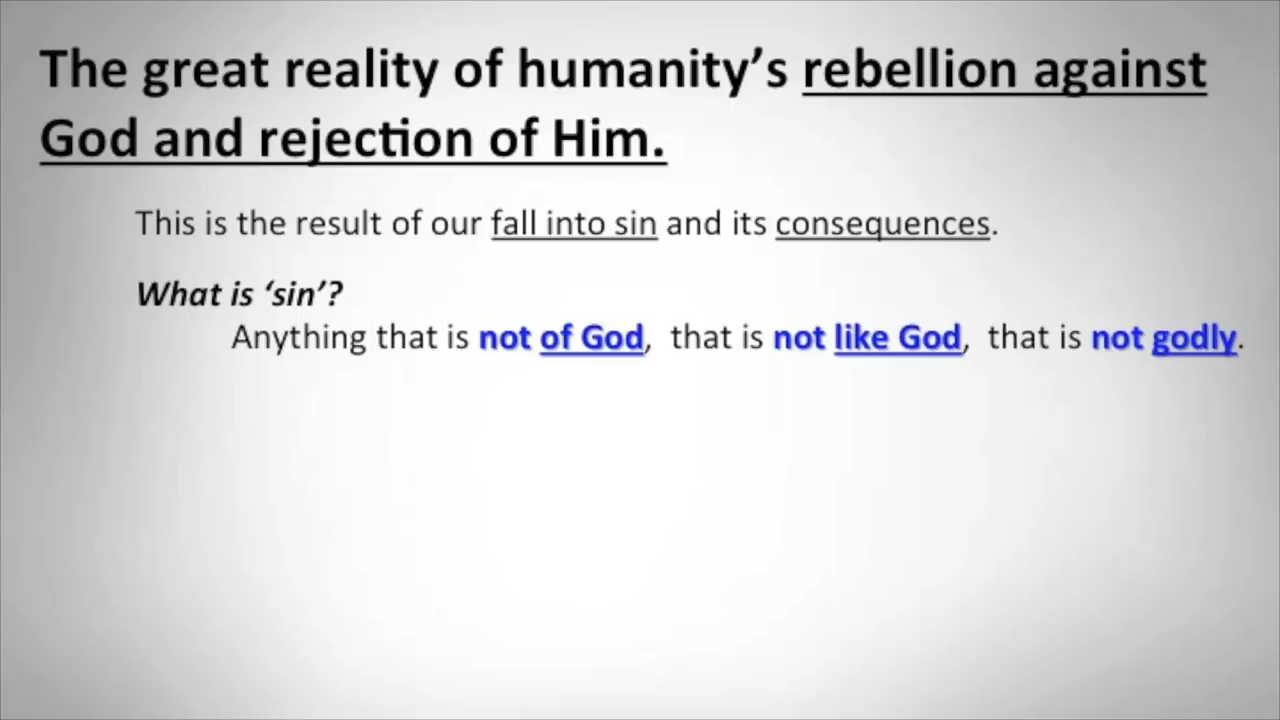 The great reality of humanity’s rebellion against
God and rejection of Him.
This is the result of our fall into sin and its consequences.
What is ‘sin’?
Anything that is not of God, that is not like God, that is not godly.